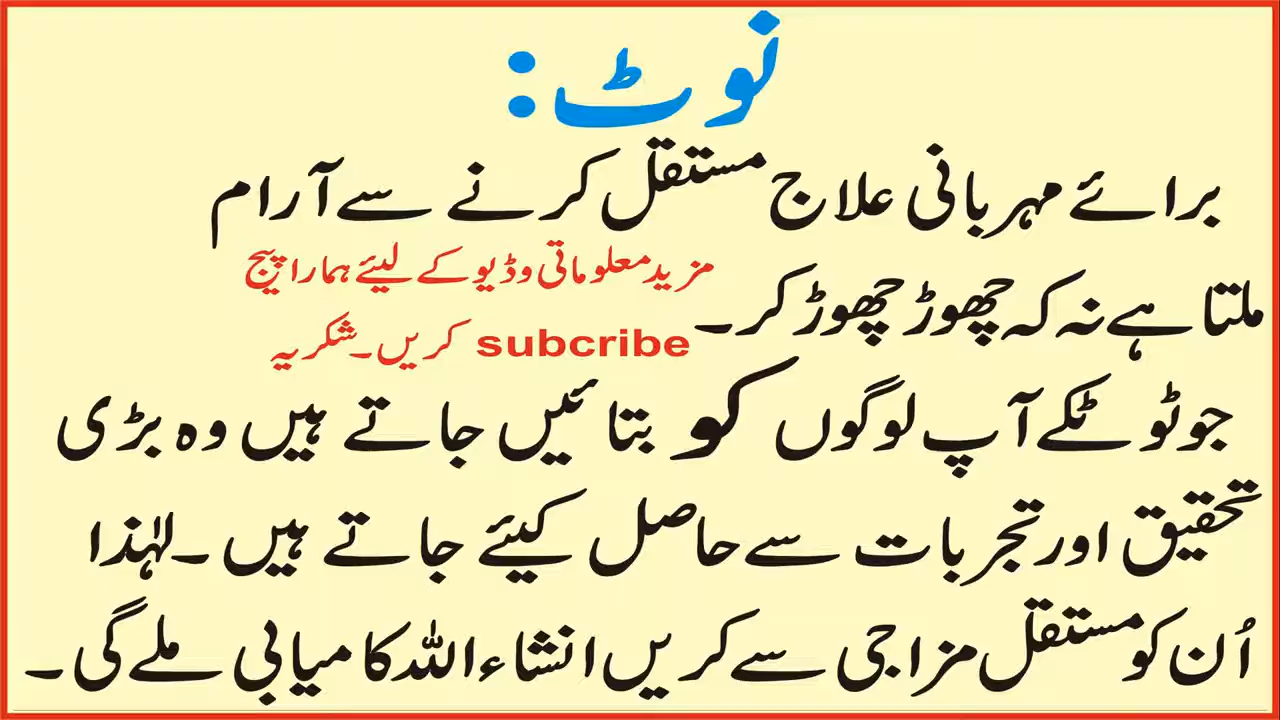 نوٹ:
برائے مہربانی علاج مستقل کرنے سے آرام
ملتا ہے نہ کہ چھوڑ چھوڑ کر۔
مزید معلوماتی وڈیو کے لیئے ہمارا پیج
subcribe کریں۔شکریہ
جو ٹوٹکے آپ لوگوں کو بتائیں جاتے ہیں وہ بڑی
تحقیق اور تجربات سے حاصل کیئے جاتے ہیں۔لہٰذا
اُن کو مستقل مزاجی سے کریں انشاء اللہ کامیابی ملے گی۔